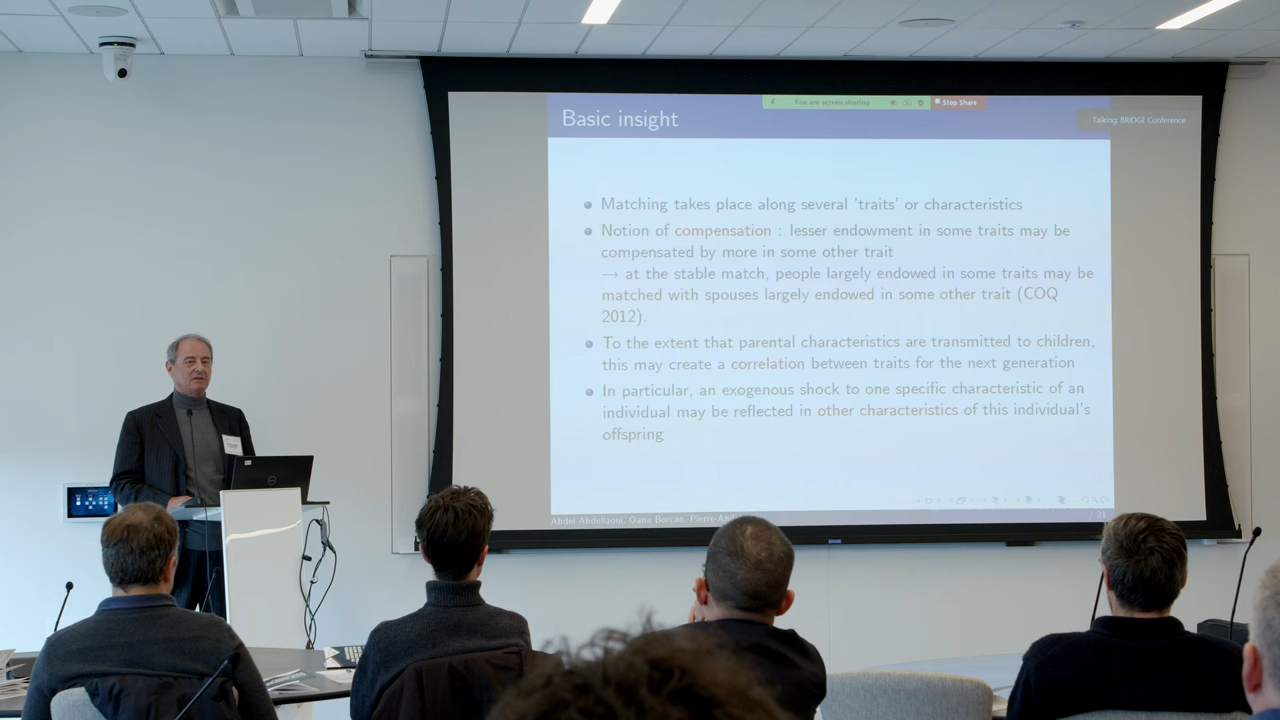 You are screen sharing
Stop Share
Basic insight
Talking: BRIDGE Conference
Matching takes place along several 'traits' or characteristics
Notion of compensation : lesser endowment in some traits may be
compensated by more in some other trait
→ at the stable match, people largely endowed in some traits may be
matched with spouses largely endowed in some other trait (COQ
2012).
To the extent that parental characteristics are transmitted to children,
this may create a correlation between traits for the next generation
In particular, an exogenous shock to one specific characteristic of an
individual may be reflected in other characteristics of this individual's
offspring
Abdel Abdellaoui, Oana Borcan, Pierre-And
/ 21
DELL